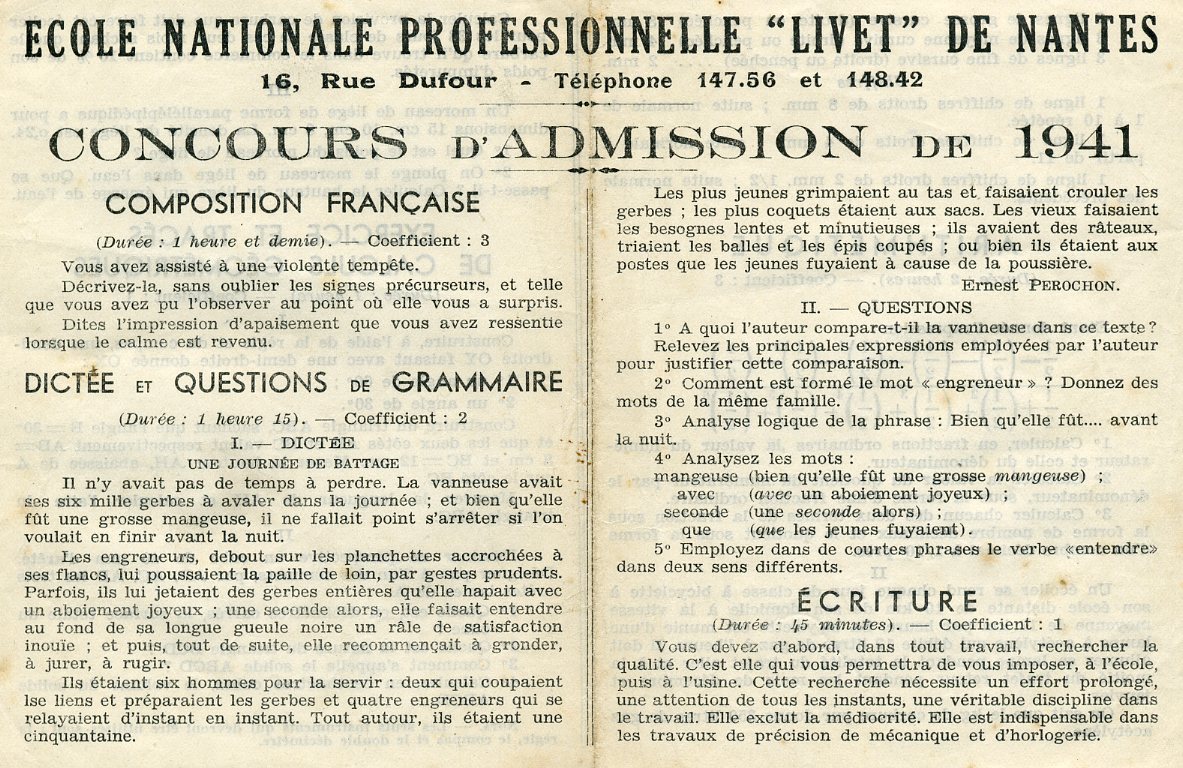 ECOLE NATIONALE PROFESSIONNELLE "LIVET" DE NANTES
16, Rue Dufour - Téléphone 147.56 et 148.42
CONCOURS D'ADMISSION DE 1941
COMPOSITION FRANÇAISE
(Durée : 1 heure et demie). — Coefficient : 3
Vous avez assisté à une violente tempête.
Décrivez-la, sans oublier les signes précurseurs, et telle
que vous avez pu l'observer au point où elle vous a surpris.
Dites l'impression d'apaisement que vous avez ressentie
lorsque le calme est revenu.
DICTÉE ET QUESTIONS DE GRAMMAIRE
(Durée : 1 heure 15). — Coefficient : 2
I. — DICTÉE
UNE JOURNÉE DE BATTAGE
Il n'y avait pas de temps à perdre. La vanneuse avait
ses six mille gerbes à avaler dans la journée ; et bien qu'elle
fût une grosse mangeuse, il ne fallait point s'arrêter si l'on
voulait en finir avant la nuit.
Les engreneurs, debout sur les planchettes accrochées à
ses flancs, lui poussaient la paille de loin, par gestes prudents.
Parfois, ils lui jetaient des gerbes entières qu'elle hapait avec
un aboiement joyeux ; une seconde alors, elle faisait entendre
au fond de sa longue gueule noire un râle de satisfaction
inouïe ; et puis, tout de suite, elle recommençait à gronder,
à jurer, à rugir.
Ils étaient six hommes pour la servir : deux qui coupaient
lse liens et préparaient les gerbes et quatre engreneurs qui se
relayaient d'instant en instant. Tout autour, ils étaient une
cinquantaine.
Les plus jeunes grimpaient au tas et faisaient crouler les
gerbes ; les plus coquets étaient aux sacs. Les vieux faisaient
les besognes lentes et minutieuses ; ils avaient des râteaux,
triaient les balles et les épis coupés ; ou bien ils étaient aux
postes que les jeunes fuyaient à cause de la poussière.
Ernest PEROCHON.
II. — QUESTIONS
1° A quoi l'auteur compare-t-il la vanneuse dans ce texte ?
Relevez les principales expressions employées par l'auteur
pour justifier cette comparaison.
2° Comment est formé le mot « engreneur » ? Donnez des
mots de la même famille.
3° Analyse logique de la phrase : Bien qu'elle fût.... avant
la nuit.
4° Analysez les mots :
mangeuse (bien qu'elle fût une grosse mangeuse) ;
avec (avec un aboiement joyeux) ;
seconde (une seconde alors) ;
que (que les jeunes fuyaient).
5° Employez dans de courtes phrases le verbe «entendre»
dans deux sens différents.
ÉCRITURE
(Durée : 45 minutes). — Coefficient : 1
Vous devez d'abord, dans tout travail, rechercher la
qualité. C'est elle qui vous permettra de vous imposer, à l'école,
puis à l'usine. Cette recherche nécessite un effort prolongé,
une attention de tous les instants, une véritable discipline dans
le travail. Elle exclut la médiocrité. Elle est indispensable dans
les travaux de précision de mécanique et d'horlogerie.